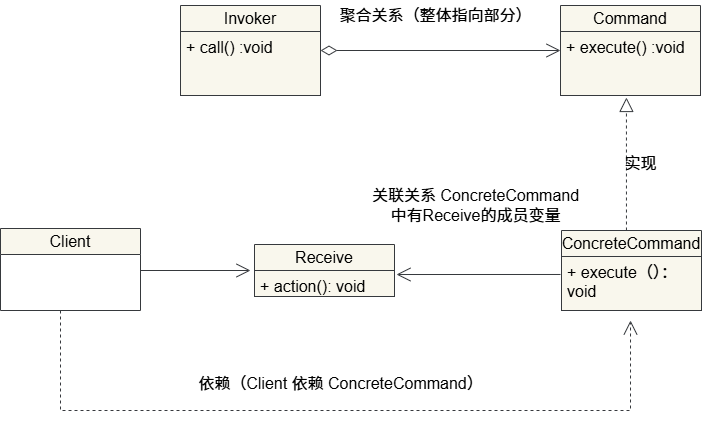 Invoker
+ call() :void
聚合关系（整体指向部分）
Command
+ execute() :void
实现
关联关系 ConcreteCommand
中有Receive的成员变量
Client
Receive
+ action(): void
ConcreteCommand
+ execute（）：
void
依赖（Client 依赖 ConcreteCommand）